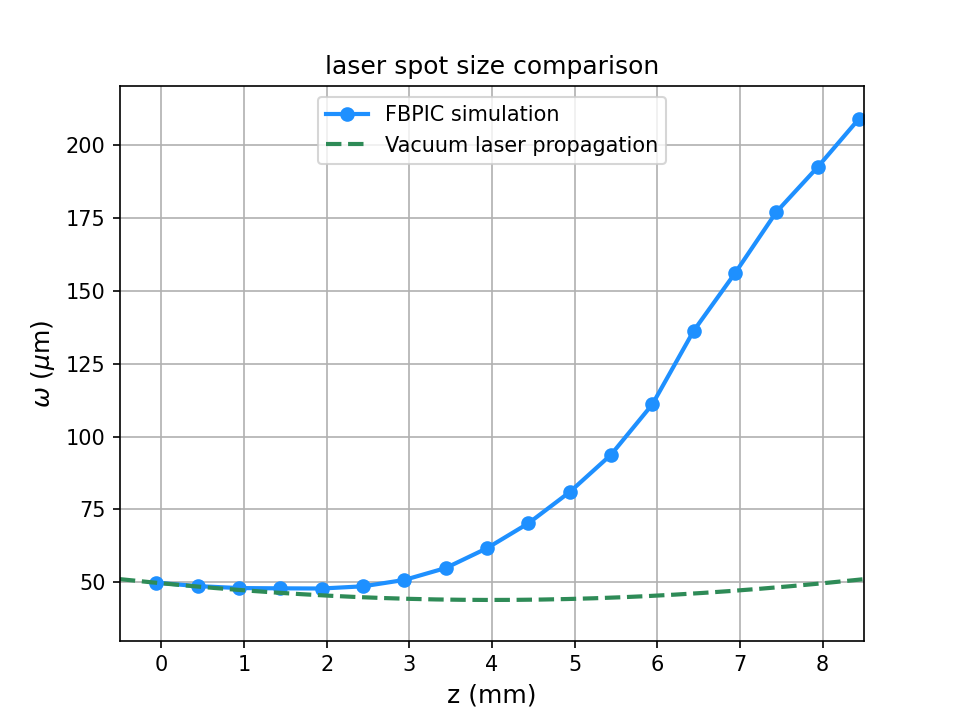 laser spot size comparison
FBPIC simulation
Vacuum laser propagation
200
175
150
125
100
75
50
ω (μm)
0 1 2 3 4 5 6 7 8
z (mm)